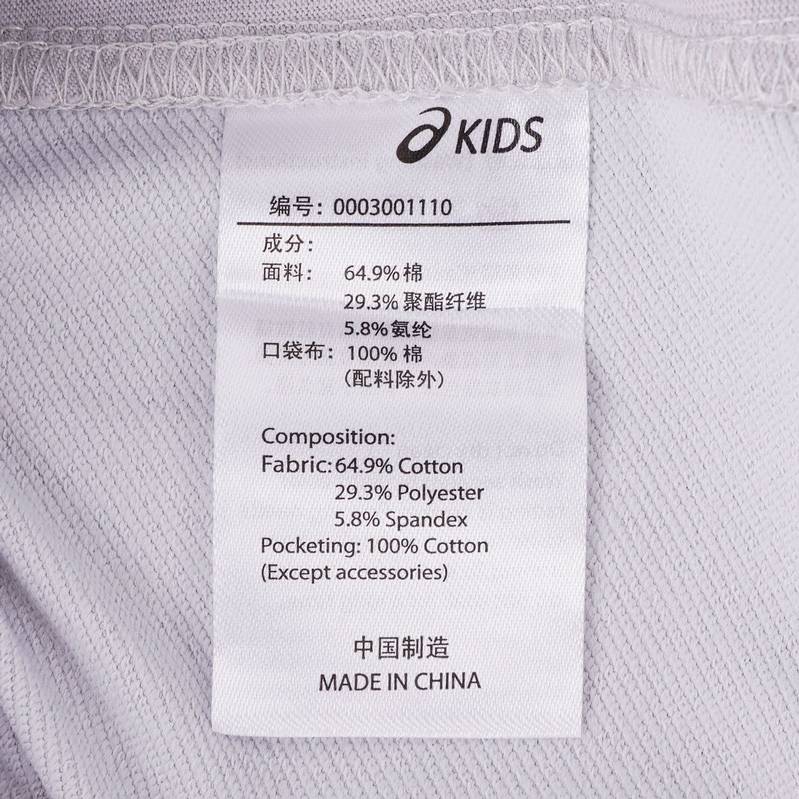 KIDS
编号：0003001110
成分：
面料： 64.9% 棉
29.3% 聚酯纤维
5.8% 氨纶
口袋布：100% 棉
（配料除外）
Composition:
Fabric: 64.9% Cotton
29.3% Polyester
5.8% Spandex
Pocketing: 100% Cotton
(Except accessories)
中国制造
MADE IN CHINA